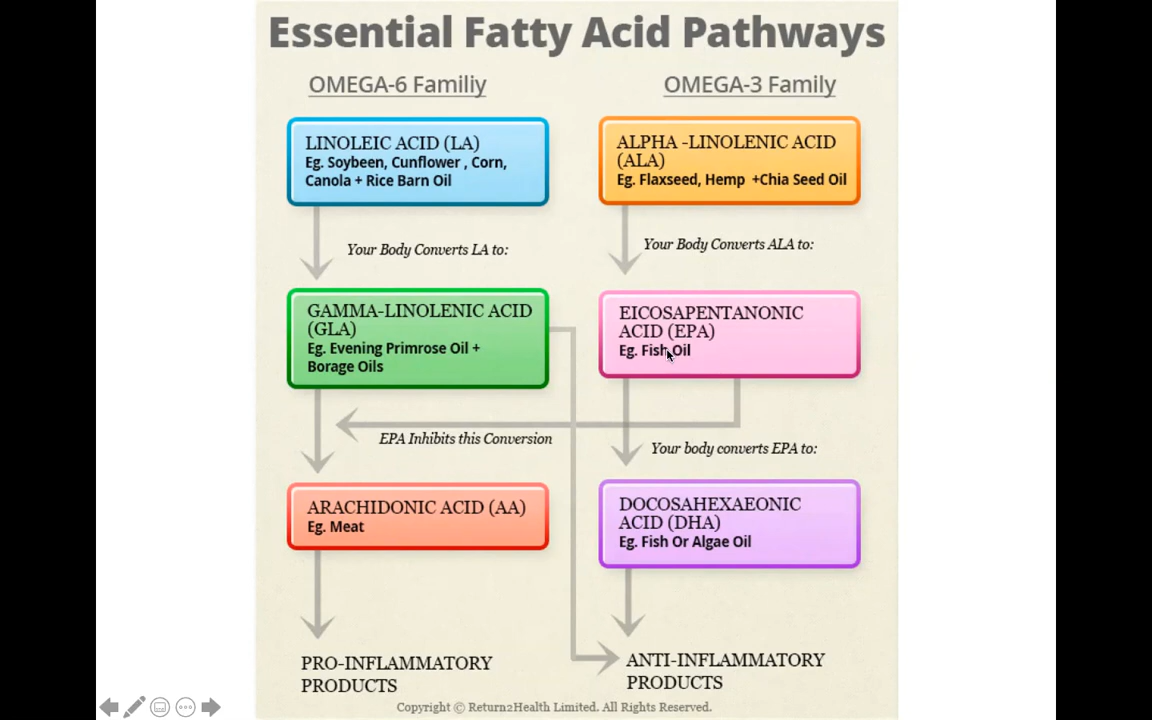 Essential Fatty Acid Pathways
OMEGA-6 Familiy
LINOLEIC ACID (LA)
Eg. Soybeen, Cunflower , Corn,
Canola + Rice Barn Oil
Your Body Converts LA to:
GAMMA-LINOLENIC ACID
(GLA)
Eg. Evening Primrose Oil +
Borage Oils
EPA Inhibits this Conversion
ARACHIDONIC ACID (AA)
Eg. Meat
PRO-INFLAMMATORY
PRODUCTS
OMEGA-3 Family
ALPHA -LINOLENIC ACID
(ALA)
Eg. Flaxseed, Hemp +Chia Seed Oil
Your Body Converts ALA to:
EICOSAPENTANONIC
ACID (EPA)
Eg. Fish Oil
Your body converts EPA to:
DOCOSAHEXAEONIC
ACID (DHA)
Eg. Fish Or Algae Oil
ANTI-INFLAMMATORY
PRODUCTS
Copyright © Return2Health Limited. All Rights Reserved.